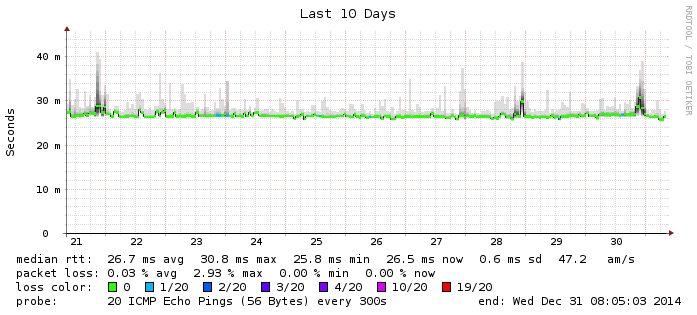 Last 10 Days
RRDTOOL / TOBI OETIKER
Seconds
40 m
30 m
20 m
10 m
0
21 22 23 24 25 26 27 28 29 30
median rtt: 26.7 ms avg 30.8 ms max 25.8 ms min 26.5 ms now 0.6 ms sd 47.2 am/s
packet loss: 0.03 % avg 2.93 % max 0.00 % min 0.00 % now
loss color: 0 1/20 2/20 3/20 4/20 10/20 19/20
probe: 20 ICMP Echo Pings (56 Bytes) every 300s end: Wed Dec 31 08:05:03 2014